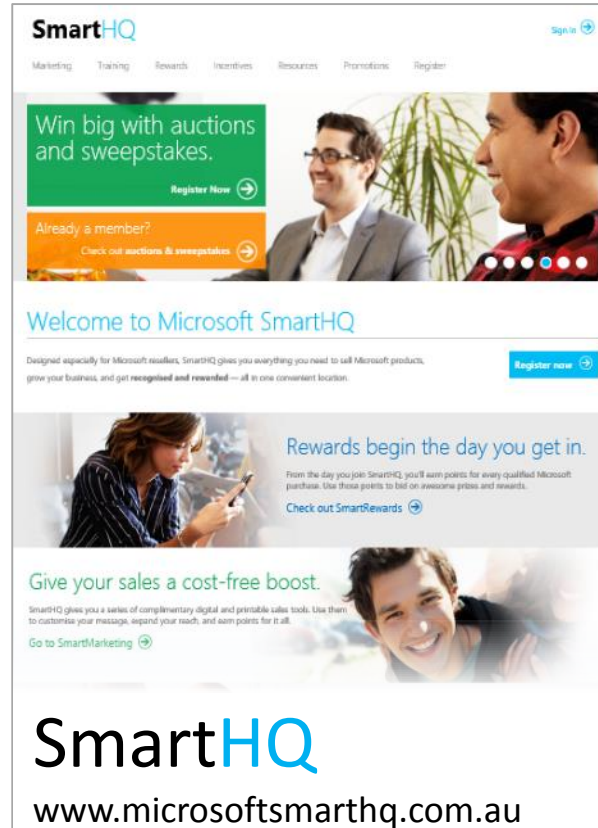 SmartHQ
Sign in
Marketing Training Rewards Incentives Resources Promotions Register
Win big with auctions
and sweepstakes.
Register Now
Already a member?
Check out auctions & sweepstakes
Welcome to Microsoft SmartHQ
Designed especially for Microsoft resellers, SmartHQ gives you everything you need to sell Microsoft products,
grow your business, and get recognised and rewarded — all in one convenient location.
Register now
Rewards begin the day you get in.
From the day you join SmartHQ, you'll earn points for every qualified Microsoft
purchase. Use those points to bid on awesome prizes and rewards.
Check out SmartRewards
Give your sales a cost-free boost.
SmartHQ gives you a series of complimentary digital and printable sales tools. Use them
to customise your message, expand your reach, and earn points for it all.
Go to SmartMarketing
SmartHQ
www.microsoftsmarthq.com.au